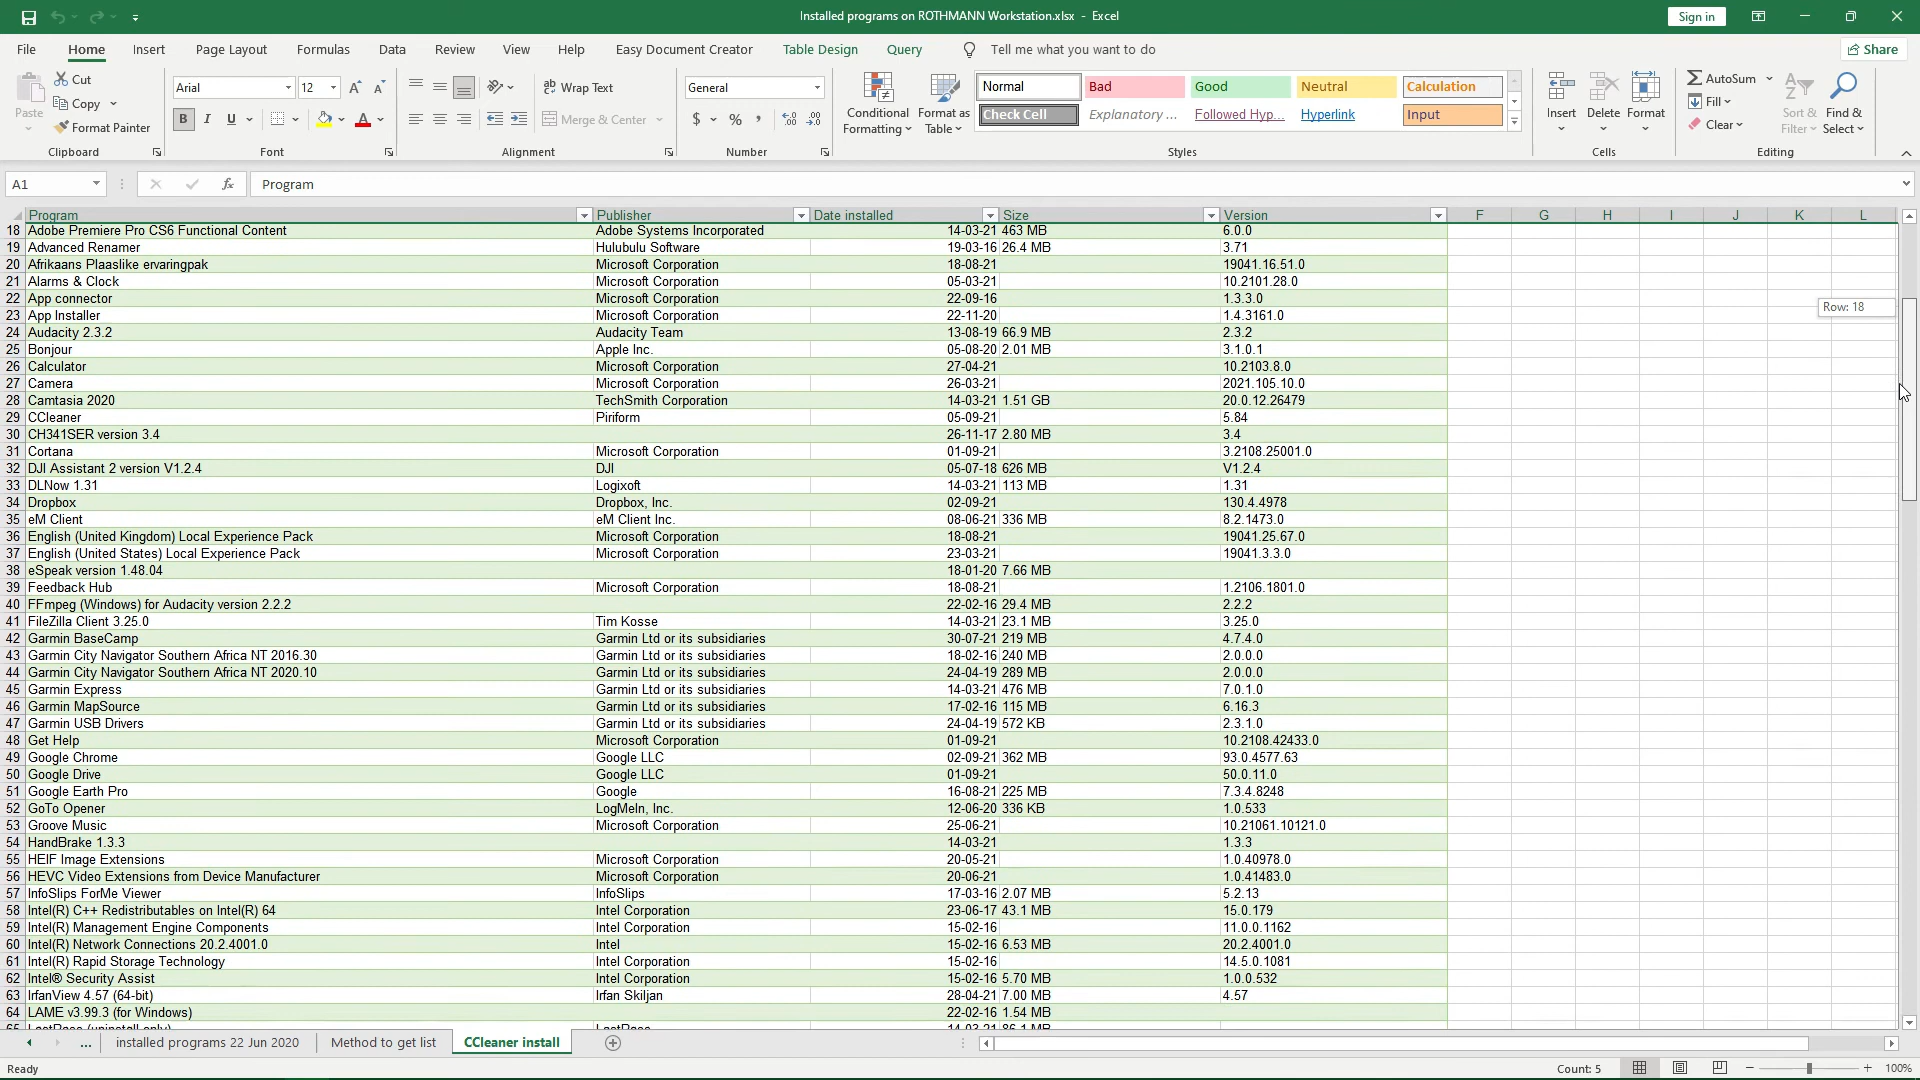 Installed programs on ROTHMANN Workstation.xlsx - Excel
Sign in
File Home Insert Page Layout Formulas Data Review View Help Easy Document Creator Table Design Query Tell me what you want to do Share
Paste Cut Copy Format Painter Clipboard
Arial 12 B I U Font
Wrap Text Merge & Center Alignment
General $ % Number
Conditional Formatting Format as Table
Normal Bad Good Neutral Calculation
Check Cell Explanatory ... Followed Hyp... Hyperlink Input
Styles
Insert Delete Format Cells
AutoSum Fill Clear Sort & Filter Find & Select Editing
A1 fx Program
Program Publisher Date installed Size Version F G H I J K L
18 Adobe Premiere Pro CS6 Functional Content Adobe Systems Incorporated 14-03-21 463 MB 6.0.0
19 Advanced Renamer Hulubulu Software 19-03-16 26.4 MB 3.71
20 Afrikaans Plaaslike ervaringpak Microsoft Corporation 18-08-21 19041.16.51.0
21 Alarms & Clock Microsoft Corporation 05-03-21 10.2101.28.0
22 App connector Microsoft Corporation 22-09-16 1.3.3.0
23 App Installer Microsoft Corporation 22-11-20 1.4.3161.0
Row: 18
24 Audacity 2.3.2 Audacity Team 13-08-19 66.9 MB 2.3.2
25 Bonjour Apple Inc. 05-08-20 2.01 MB 3.1.0.1
26 Calculator Microsoft Corporation 27-04-21 10.2103.8.0
27 Camera Microsoft Corporation 26-03-21 2021.105.10.0
28 Camtasia 2020 TechSmith Corporation 14-03-21 1.51 GB 20.0.12.26479
29 CCleaner Piriform 05-09-21 5.84
30 CH341SER version 3.4 26-11-17 2.80 MB 3.4
31 Cortana Microsoft Corporation 01-09-21 3.2108.25001.0
32 DJI Assistant 2 version V1.2.4 DJI 05-07-18 626 MB V1.2.4
33 DLNow 1.31 Logixoft 14-03-21 113 MB 1.31
34 Dropbox Dropbox, Inc. 02-09-21 130.4.4978
35 eM Client eM Client Inc. 08-06-21 336 MB 8.2.1473.0
36 English (United Kingdom) Local Experience Pack Microsoft Corporation 18-08-21 19041.25.67.0
37 English (United States) Local Experience Pack Microsoft Corporation 23-03-21 19041.3.3.0
38 eSpeak version 1.48.04 18-01-20 7.66 MB
39 Feedback Hub Microsoft Corporation 18-08-21 1.2106.1801.0
40 FFmpeg (Windows) for Audacity version 2.2.2 22-02-16 29.4 MB 2.2.2
41 FileZilla Client 3.25.0 Tim Kosse 14-03-21 23.1 MB 3.25.0
42 Garmin BaseCamp Garmin Ltd or its subsidiaries 30-07-21 219 MB 4.7.4.0
43 Garmin City Navigator Southern Africa NT 2016.30 Garmin Ltd or its subsidiaries 18-02-16 240 MB 2.0.0.0
44 Garmin City Navigator Southern Africa NT 2020.10 Garmin Ltd or its subsidiaries 24-04-19 289 MB 2.0.0.0
45 Garmin Express Garmin Ltd or its subsidiaries 14-03-21 476 MB 7.0.1.0
46 Garmin MapSource Garmin Ltd or its subsidiaries 17-02-16 115 MB 6.16.3
47 Garmin USB Drivers Garmin Ltd or its subsidiaries 24-04-19 572 KB 2.3.1.0
48 Get Help Microsoft Corporation 01-09-21 10.2108.42433.0
49 Google Chrome Google LLC 02-09-21 362 MB 93.0.4577.63
50 Google Drive Google LLC 01-09-21 50.0.11.0
51 Google Earth Pro Google 16-08-21 225 MB 7.3.4.8248
52 GoTo Opener LogMeIn, Inc. 12-06-20 336 KB 1.0.533
53 Groove Music Microsoft Corporation 25-06-21 10.21061.10121.0
54 HandBrake 1.3.3 14-03-21 1.3.3
55 HEIF Image Extensions Microsoft Corporation 20-05-21 1.0.40978.0
56 HEVC Video Extensions from Device Manufacturer Microsoft Corporation 20-06-21 1.0.41483.0
57 InfoSlips ForMe Viewer InfoSlips 17-03-16 2.07 MB 5.2.13
58 Intel(R) C++ Redistributables on Intel(R) 64 Intel Corporation 23-06-17 43.1 MB 15.0.179
59 Intel(R) Management Engine Components Intel Corporation 15-02-16 11.0.0.1162
60 Intel(R) Network Connections 20.2.4001.0 Intel 15-02-16 6.53 MB 20.2.4001.0
61 Intel(R) Rapid Storage Technology Intel Corporation 15-02-16 14.5.0.1081
62 Intel® Security Assist Intel Corporation 15-02-16 5.70 MB 1.0.0.532
63 IrfanView 4.57 (64-bit) Irfan Skiljan 28-04-21 7.00 MB 4.57
64 LAME v3.99.3 (for Windows) 22-02-16 1.54 MB
65 LastPass (uninstall only) LastPass 14-03-21 86.1 MB
... installed programs 22 Jun 2020 Method to get list CCleaner install
Ready Count: 5 100%